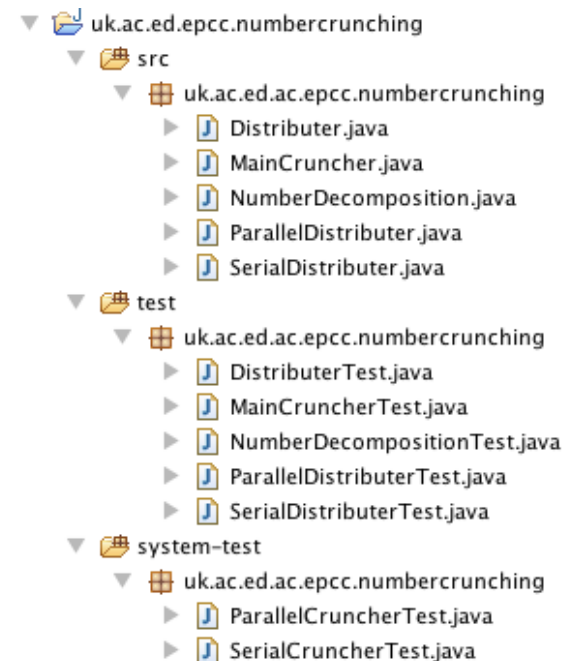 uk.ac.ed.epcc.numbercrunching
src
uk.ac.ed.ac.epcc.numbercrunching
Distributer.java
MainCruncher.java
NumberDecomposition.java
ParallelDistributer.java
SerialDistributer.java
test
uk.ac.ed.ac.epcc.numbercrunching
DistributerTest.java
MainCruncherTest.java
NumberDecompositionTest.java
ParallelDistributerTest.java
SerialDistributerTest.java
system-test
uk.ac.ed.ac.epcc.numbercrunching
ParallelCruncherTest.java
SerialCruncherTest.java